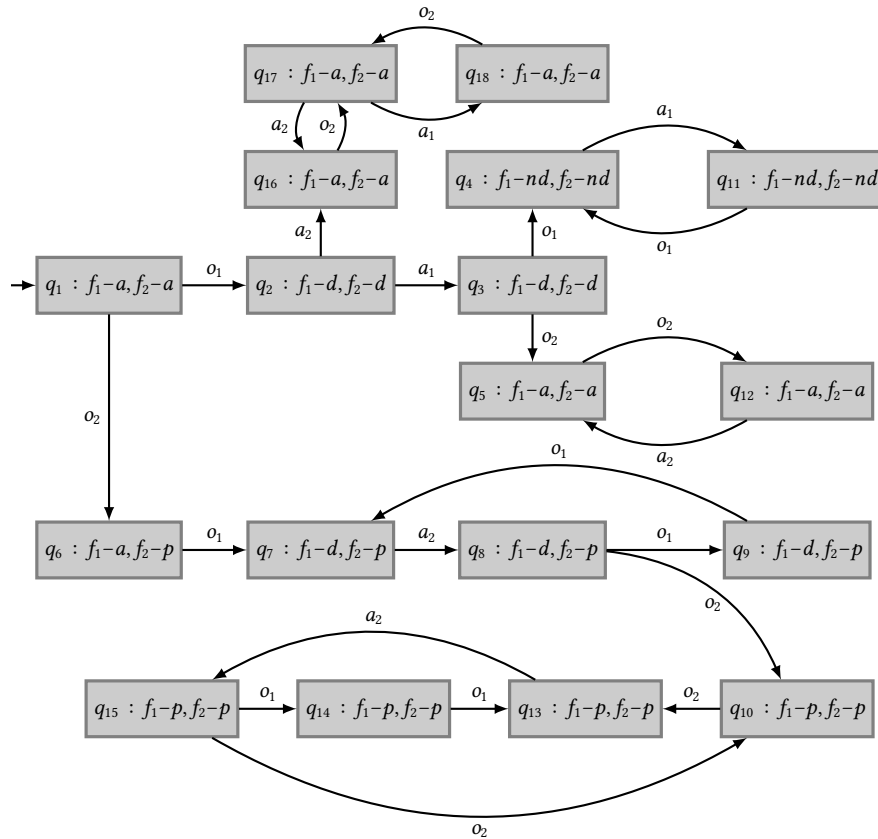 o₂
q₁₇ : f₁−a, f₂−a
q₁₈ : f₁−a, f₂−a
a₂
o₂
a₁
a₁
q₁₆ : f₁−a, f₂−a
q₄ : f₁−nd, f₂−nd
q₁₁ : f₁−nd, f₂−nd
a₂
o₁
o₁
q₁ : f₁−a, f₂−a
o₁
q₂ : f₁−d, f₂−d
a₁
q₃ : f₁−d, f₂−d
o₂
o₂
q₅ : f₁−a, f₂−a
q₁₂ : f₁−a, f₂−a
o₂
a₂
o₁
q₆ : f₁−a, f₂−p
o₁
q₇ : f₁−d, f₂−p
a₂
q₈ : f₁−d, f₂−p
o₁
q₉ : f₁−d, f₂−p
o₂
a₂
q₁₅ : f₁−p, f₂−p
o₁
q₁₄ : f₁−p, f₂−p
o₁
q₁₃ : f₁−p, f₂−p
o₂
q₁₀ : f₁−p, f₂−p
o₂